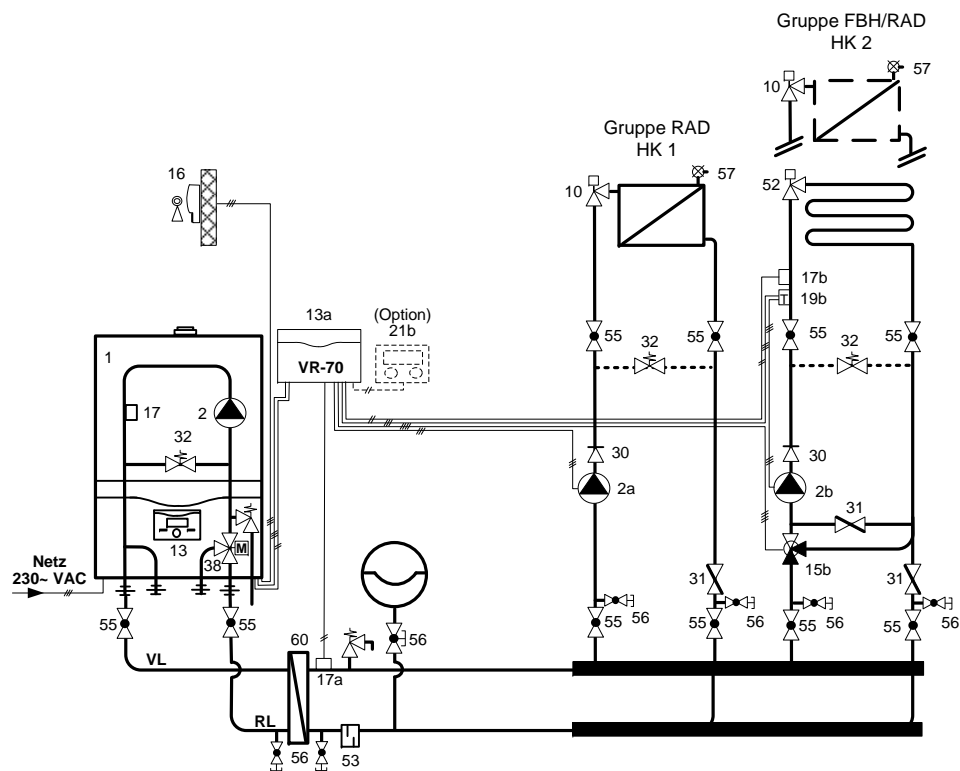 Gruppe FBH/RAD
HK 2
57
10
Gruppe RAD
HK 1
57
16
10
52
17b
19b
13a
(Option)
21b
VR-70
1
55
32
55
55
32
55
17
2
32
30
30
2a
2b
31
13
M
38
15b
Netz
230~ VAC
31
31
55
55
56
55
56
55
56
55
56
55
56
60
VL
17a
RL
56
53